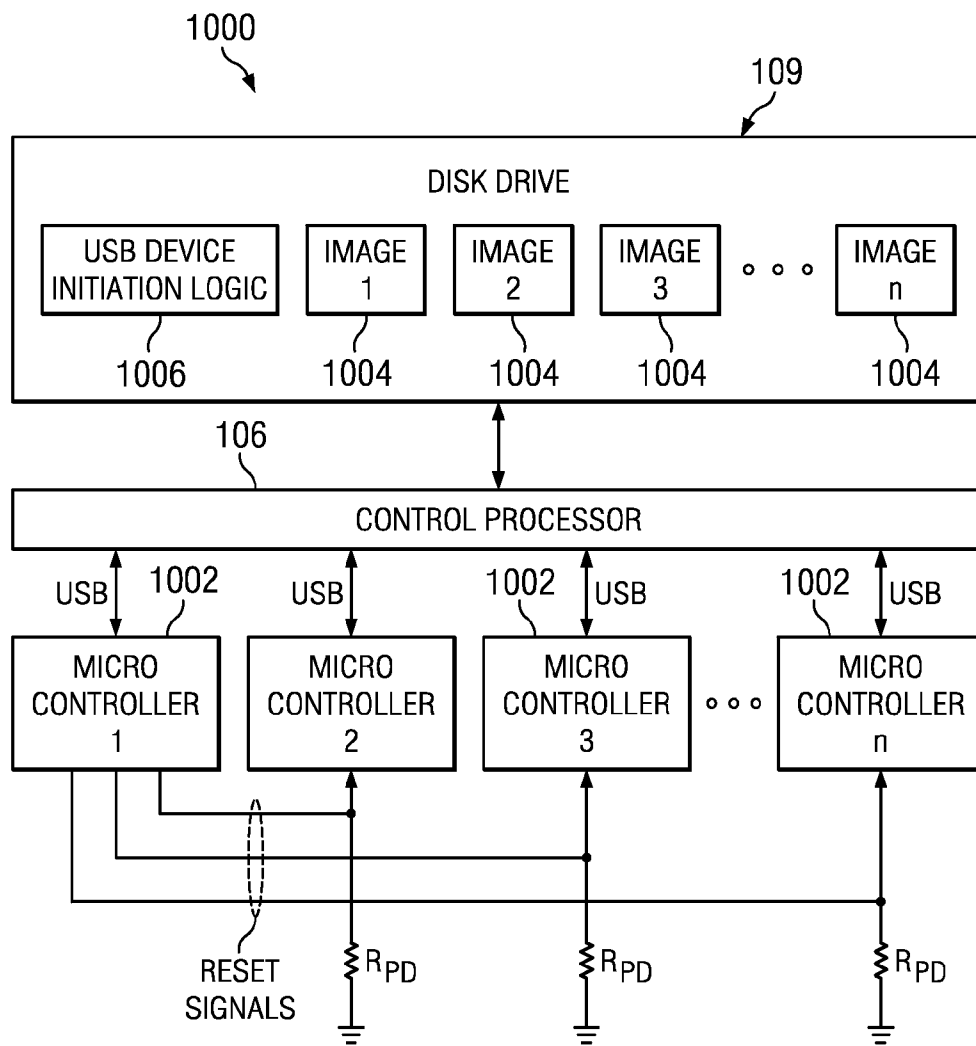 1000
109
DISK DRIVE
USB DEVICE
INITIATION LOGIC
IMAGE
1
IMAGE
2
IMAGE
3
IMAGE
n
1006
1004
1004
1004
1004
106
CONTROL PROCESSOR
USB
1002
USB
1002
USB
1002
USB
MICRO
CONTROLLER
1
MICRO
CONTROLLER
2
MICRO
CONTROLLER
3
MICRO
CONTROLLER
n
RESET
SIGNALS
RPD
RPD
RPD